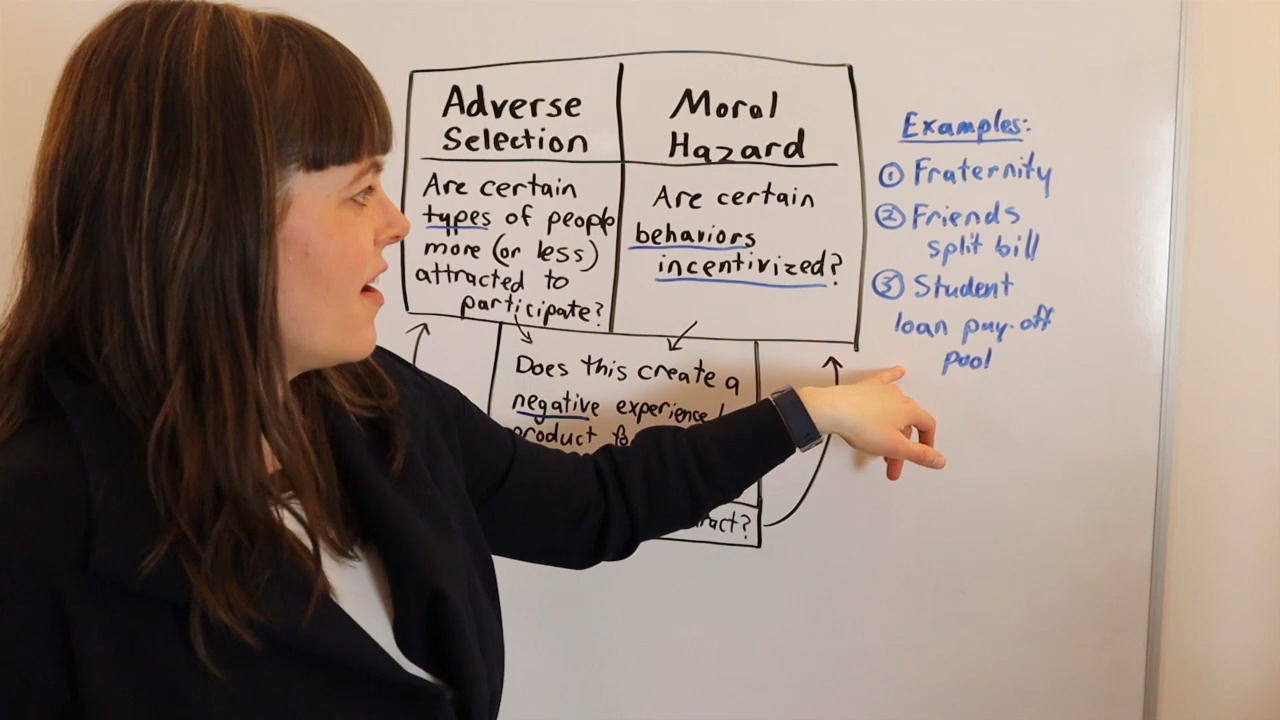 Adverse
Selection
Are certain
types of people
more (or less)
attracted to
participate?
Moral
Hazard
Are certain
behaviors
incentivized?
Does this create a
negative experience
product
?
Examples:
① Fraternity
② Friends
split bill
③ Student
loan pay-off
pool